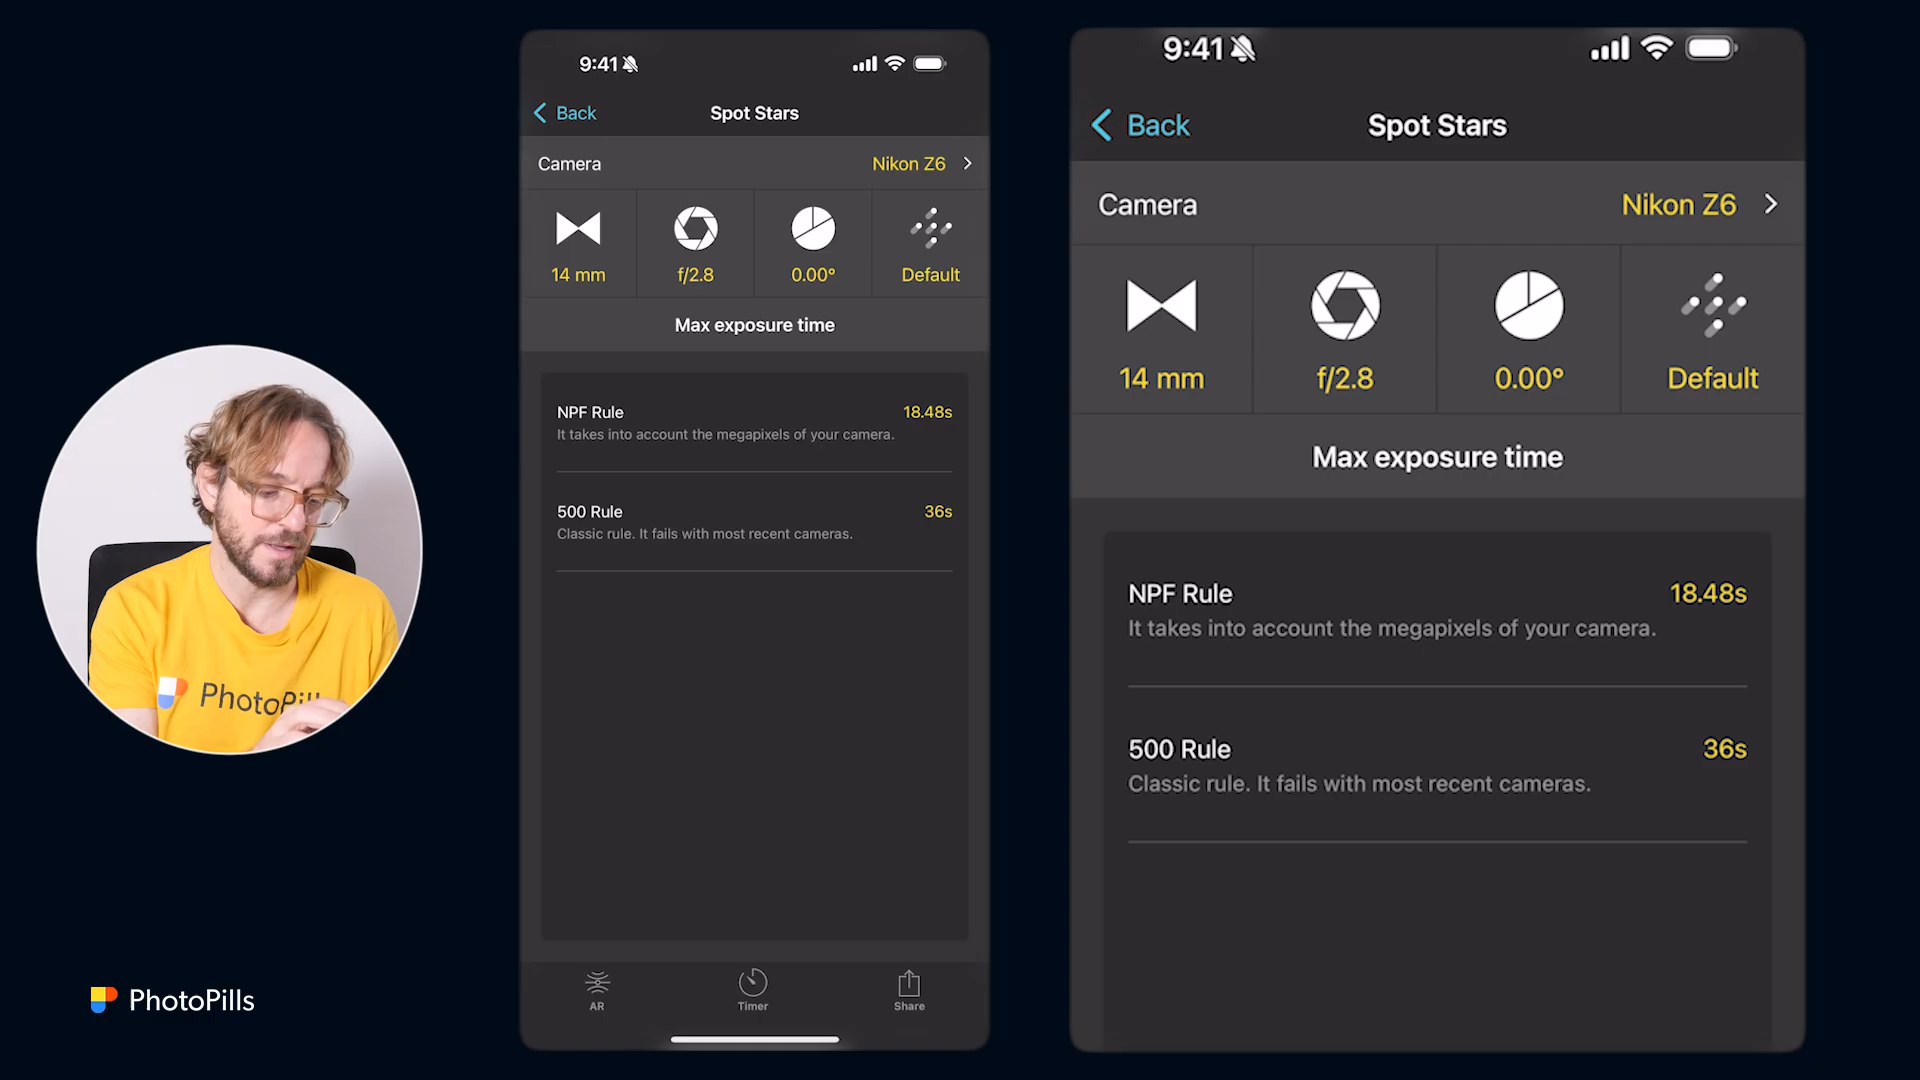 9:41
Back
Spot Stars
Camera
Nikon Z6
14 mm
f/2.8
0.00°
Default
Max exposure time
NPF Rule
18.48s
It takes into account the megapixels of your camera.
500 Rule
36s
Classic rule. It fails with most recent cameras.
AR
Timer
Share
9:41
Back
Spot Stars
Camera
Nikon Z6
14 mm
f/2.8
0.00°
Default
Max exposure time
NPF Rule
18.48s
It takes into account the megapixels of your camera.
500 Rule
36s
Classic rule. It fails with most recent cameras.
PhotoPills
PhotoPills